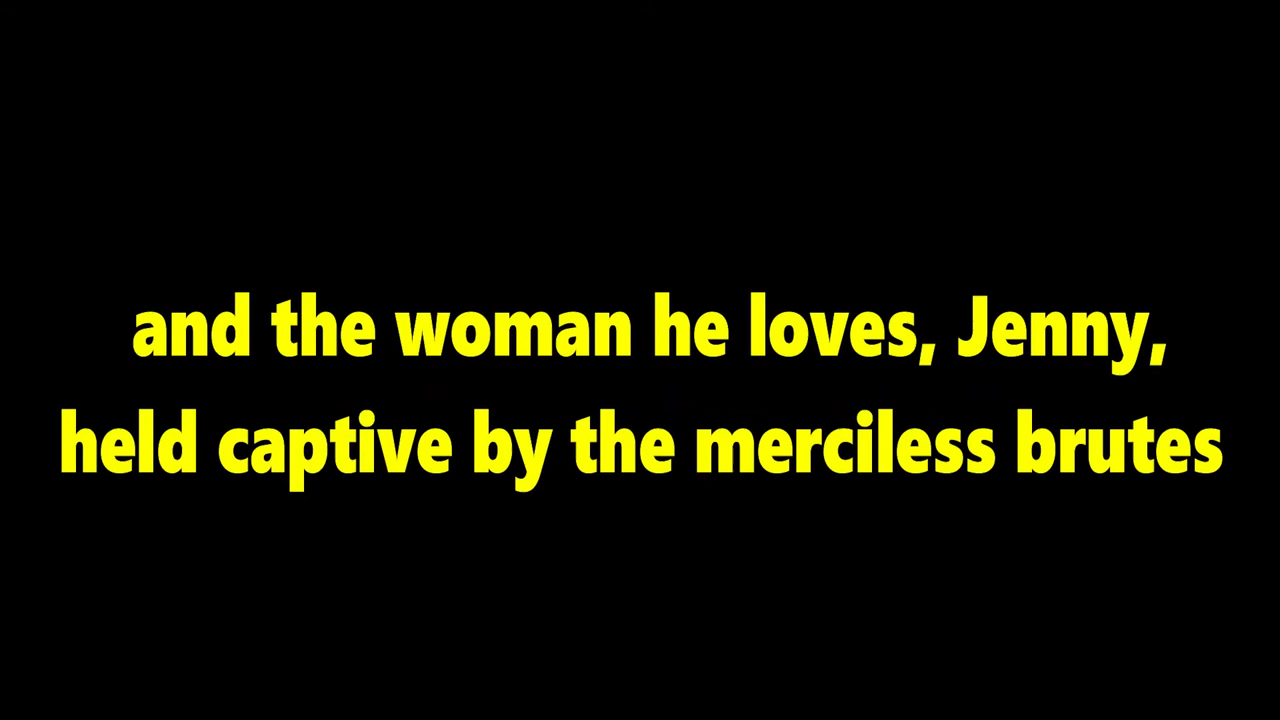 and the woman he loves, Jenny,
held captive by the merciless brutes